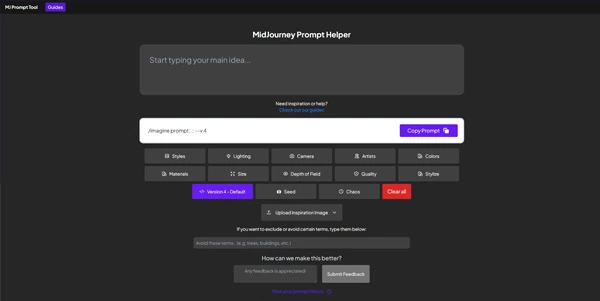 MJ Prompt Tool Guides
MidJourney Prompt Helper
Start typing your main idea...
Need inspiration or help?
Check out our guides!
/imagine prompt: :: --v 4 Copy Prompt
Styles Lighting Camera Artists Colors
Materials Size Depth of Field Quality Stylize
Version 4 - Default Seed Chaos Clear all
Upload Inspiration Image
If you want to exclude or avoid certain terms, type them below:
Avoid these terms.. (e.g. trees, buildings, etc.)
How can we make this better?
Any feedback is appreciated! Submit Feedback
View your prompt history